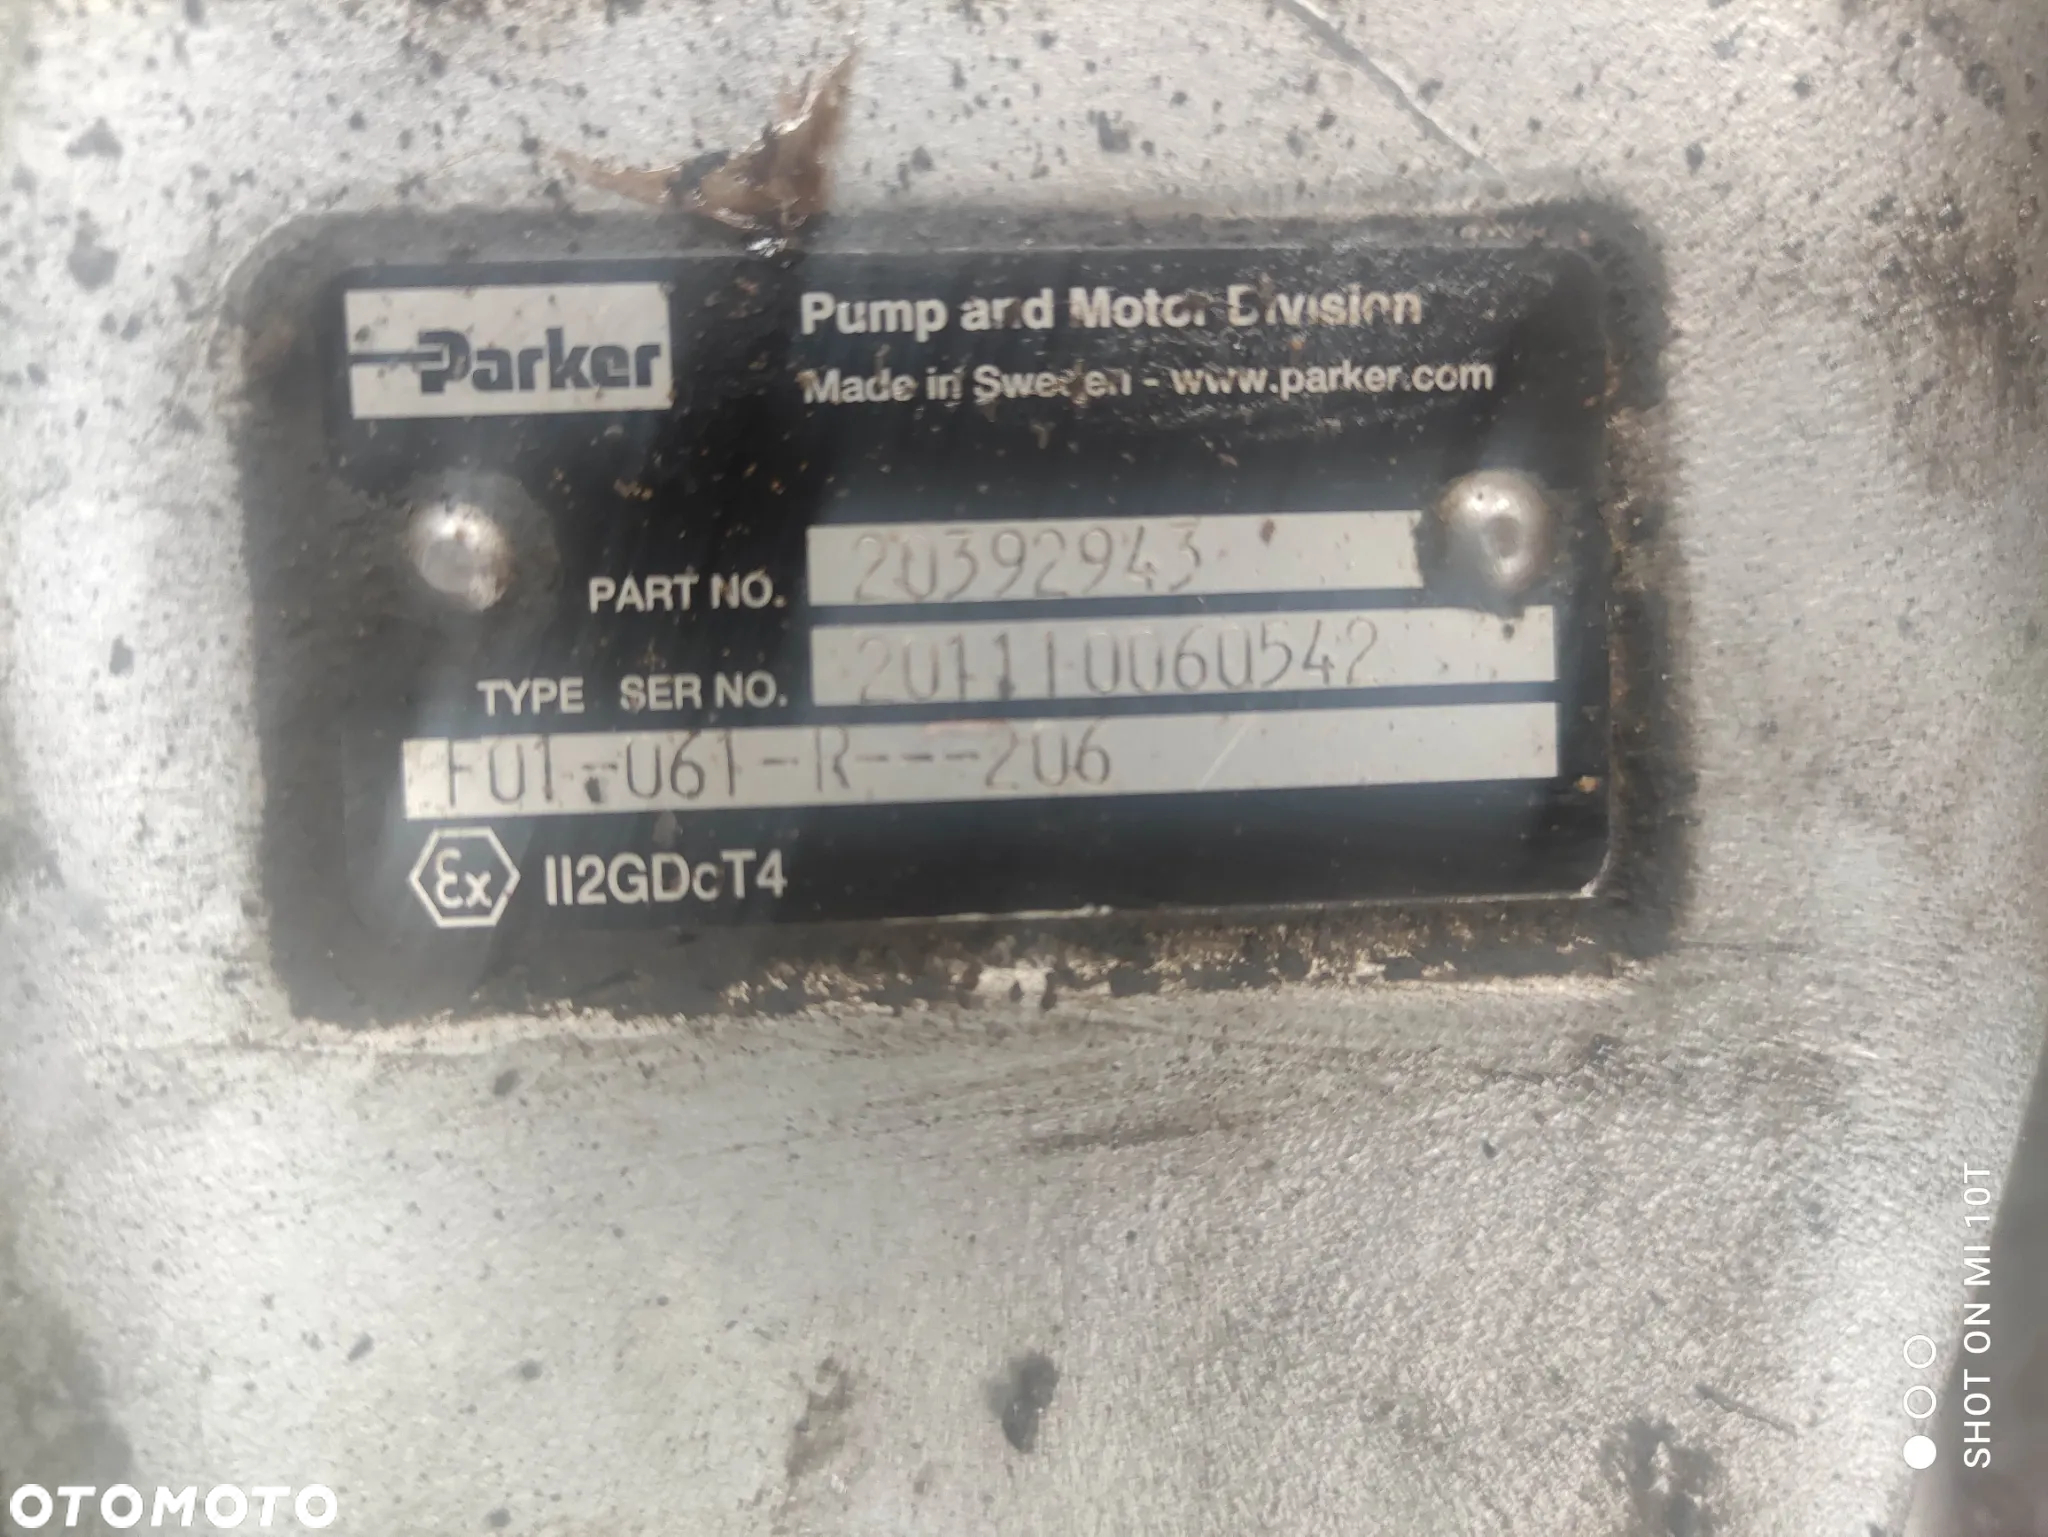 Parker
Pump and Motor Division
Made in Sweden - www.parker.com
PART NO. 20392943
TYPE SER NO. 201110060542
F01-061-R---206
Ex II2GDcT4
SHOT ON MI 10T
OTOMOTO